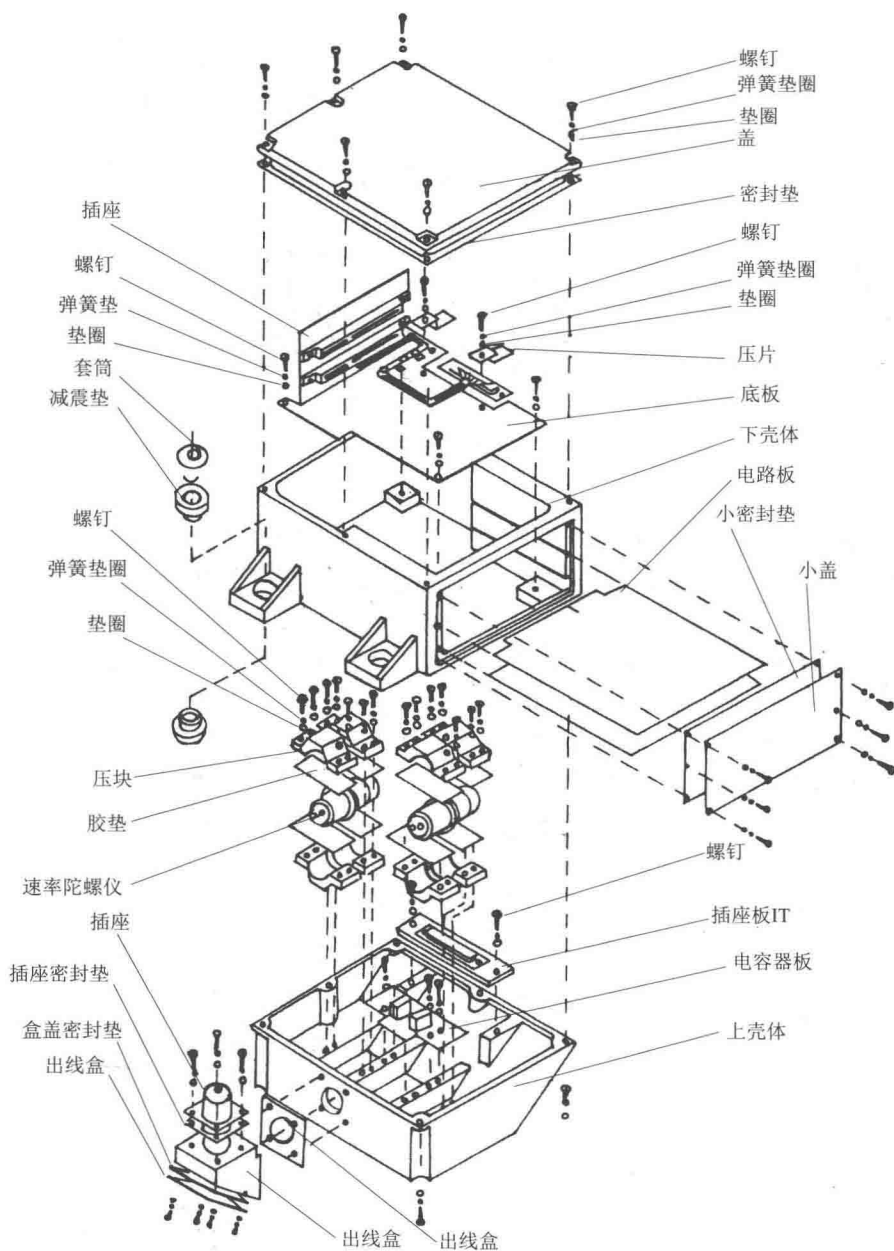 螺钉
弹簧垫圈
垫圈
盖
密封垫
螺钉
弹簧垫圈
垫圈
压片
底板
下壳体
电路板
小密封垫
小盖
插座
螺钉
弹簧垫
垫圈
套筒
减震垫
螺钉
弹簧垫圈
垫圈
压块
胶垫
速率陀螺仪
插座
插座密封垫
盒盖密封垫
出线盒
螺钉
插座板IT
电容器板
上壳体
出线盒
出线盒